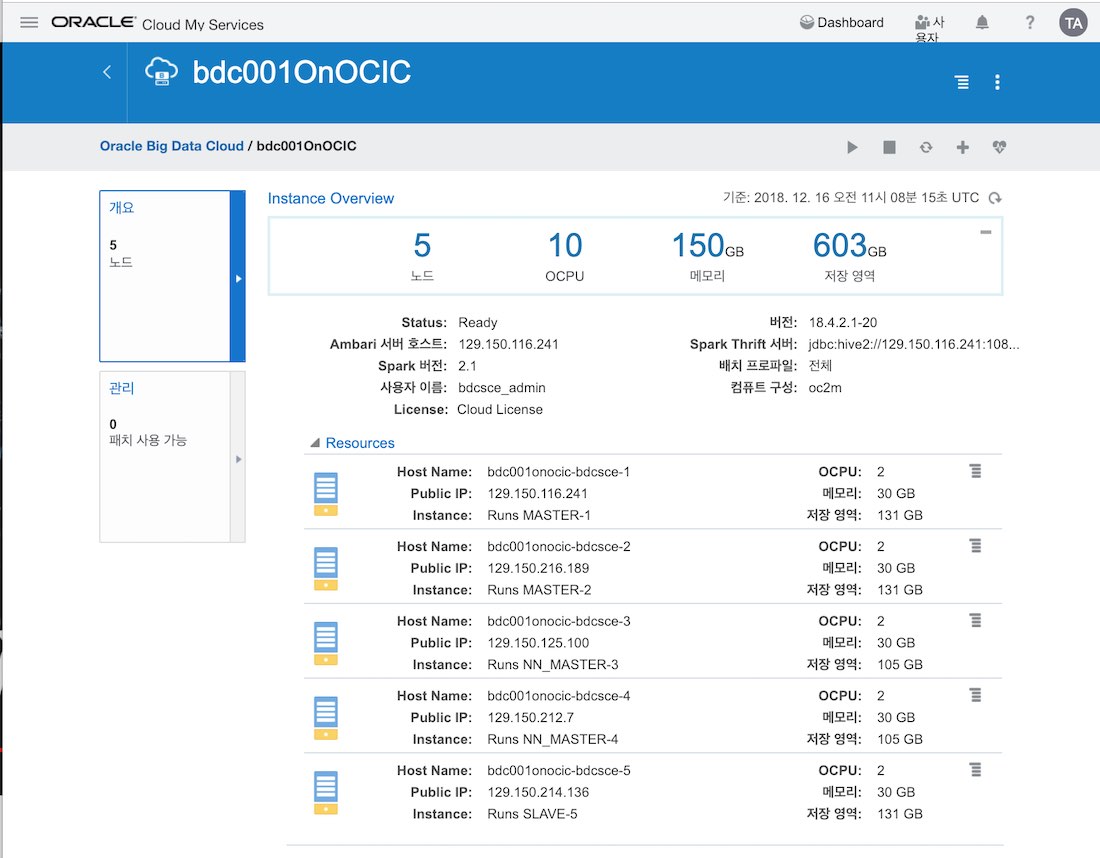 ORACLE Cloud My Services
Dashboard
사
용자
?
TA
bdc001OnOCIC
Oracle Big Data Cloud / bdc001OnOCIC
개요
5
노드
관리
0
패치 사용 가능
Instance Overview
기준: 2018. 12. 16 오전 11시 08분 15초 UTC
5
노드
10
OCPU
150GB
메모리
603GB
저장 영역
Status: Ready
Ambari 서버 호스트: 129.150.116.241
Spark 버전: 2.1
사용자 이름: bdcsce_admin
License: Cloud License
버전: 18.4.2.1-20
Spark Thrift 서버: jdbc:hive2://129.150.116.241:108...
배치 프로파일: 전체
컴퓨트 구성: oc2m
Resources
Host Name: bdc001onocic-bdcsce-1 OCPU: 2
Public IP: 129.150.116.241 메모리: 30 GB
Instance: Runs MASTER-1 저장 영역: 131 GB
Host Name: bdc001onocic-bdcsce-2 OCPU: 2
Public IP: 129.150.216.189 메모리: 30 GB
Instance: Runs MASTER-2 저장 영역: 131 GB
Host Name: bdc001onocic-bdcsce-3 OCPU: 2
Public IP: 129.150.125.100 메모리: 30 GB
Instance: Runs NN_MASTER-3 저장 영역: 105 GB
Host Name: bdc001onocic-bdcsce-4 OCPU: 2
Public IP: 129.150.212.7 메모리: 30 GB
Instance: Runs NN_MASTER-4 저장 영역: 105 GB
Host Name: bdc001onocic-bdcsce-5 OCPU: 2
Public IP: 129.150.214.136 메모리: 30 GB
Instance: Runs SLAVE-5 저장 영역: 131 GB